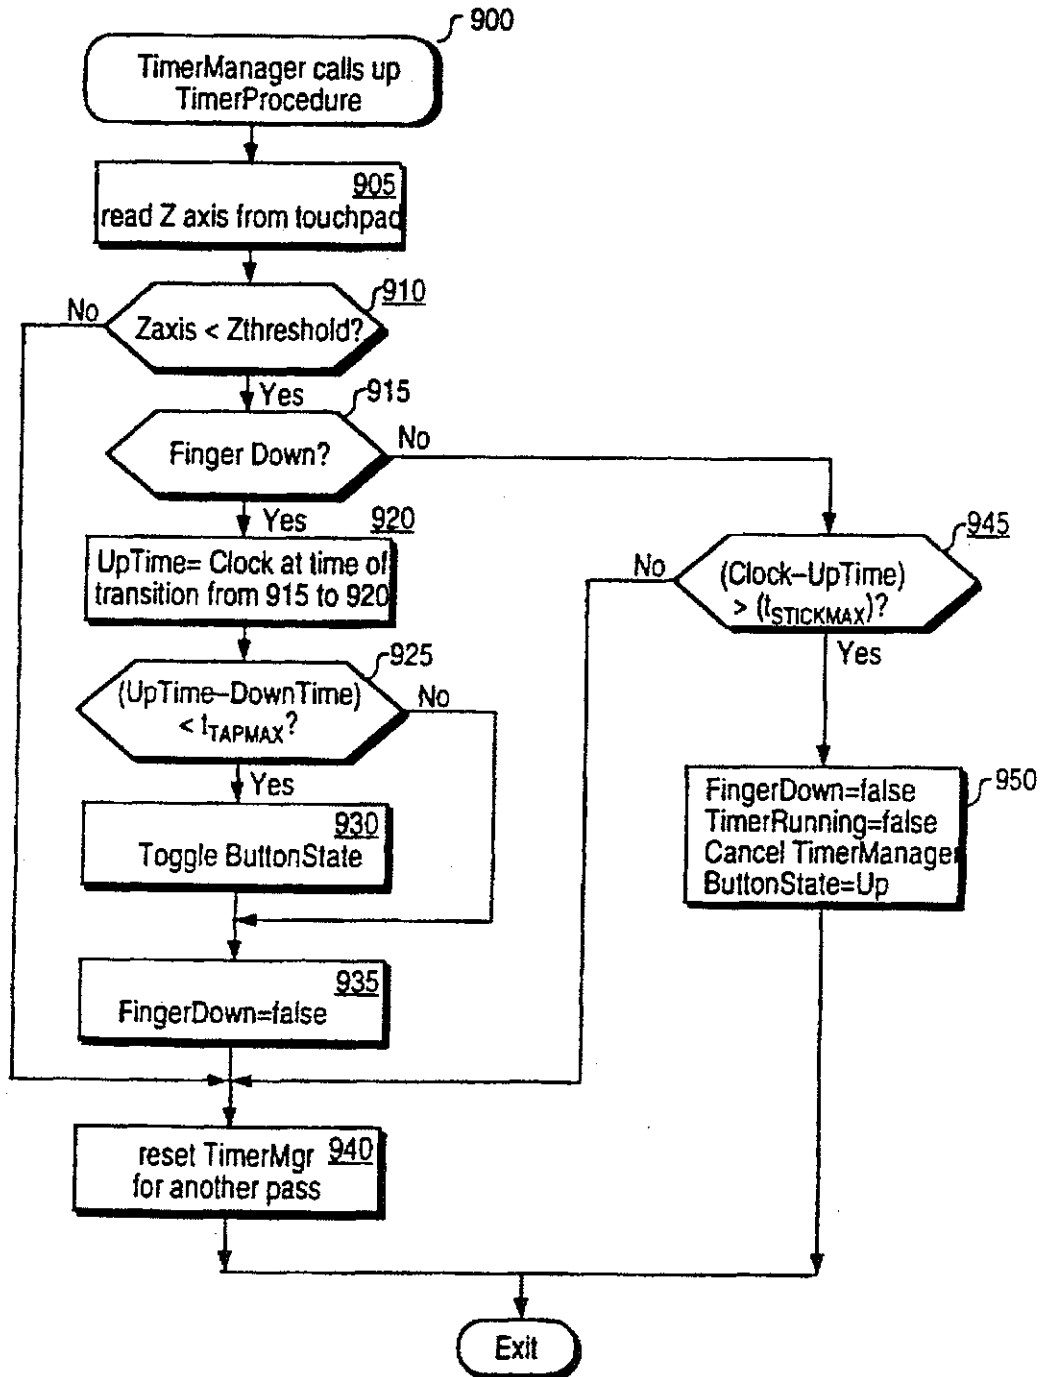 900
TimerManager calls up
TimerProcedure
905
read Z axis from touchpad
910
No
Zaxis < Zthreshold?
Yes
915
Finger Down?
No
Yes
920
UpTime= Clock at time of
transition from 915 to 920
945
No
(Clock–UpTime)
> (tSTICKMAX)?
Yes
925
(UpTime–DownTime)
< tTAPMAX?
No
Yes
930
Toggle ButtonState
950
FingerDown=false
TimerRunning=false
Cancel TimerManager
ButtonState=Up
935
FingerDown=false
reset TimerMgr 940
for another pass
Exit